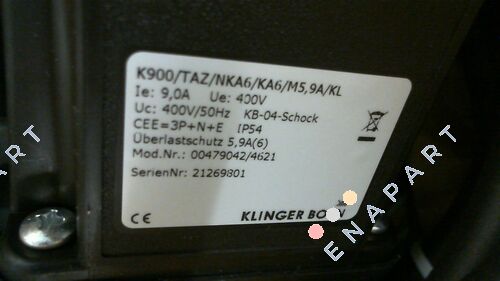 K900/TAZ/NKA6/KA6/M5,9A/KL
Ie: 9,0A Ue: 400V
Uc: 400V/50Hz KB-04-Schock
CEE=3P+N+E IP54
Überlastschutz 5,9A(6)
Mod.Nr.: 00479042/4621
SerienNr: 21269801
CE KLINGER BORN
ENAPART
ENAPART